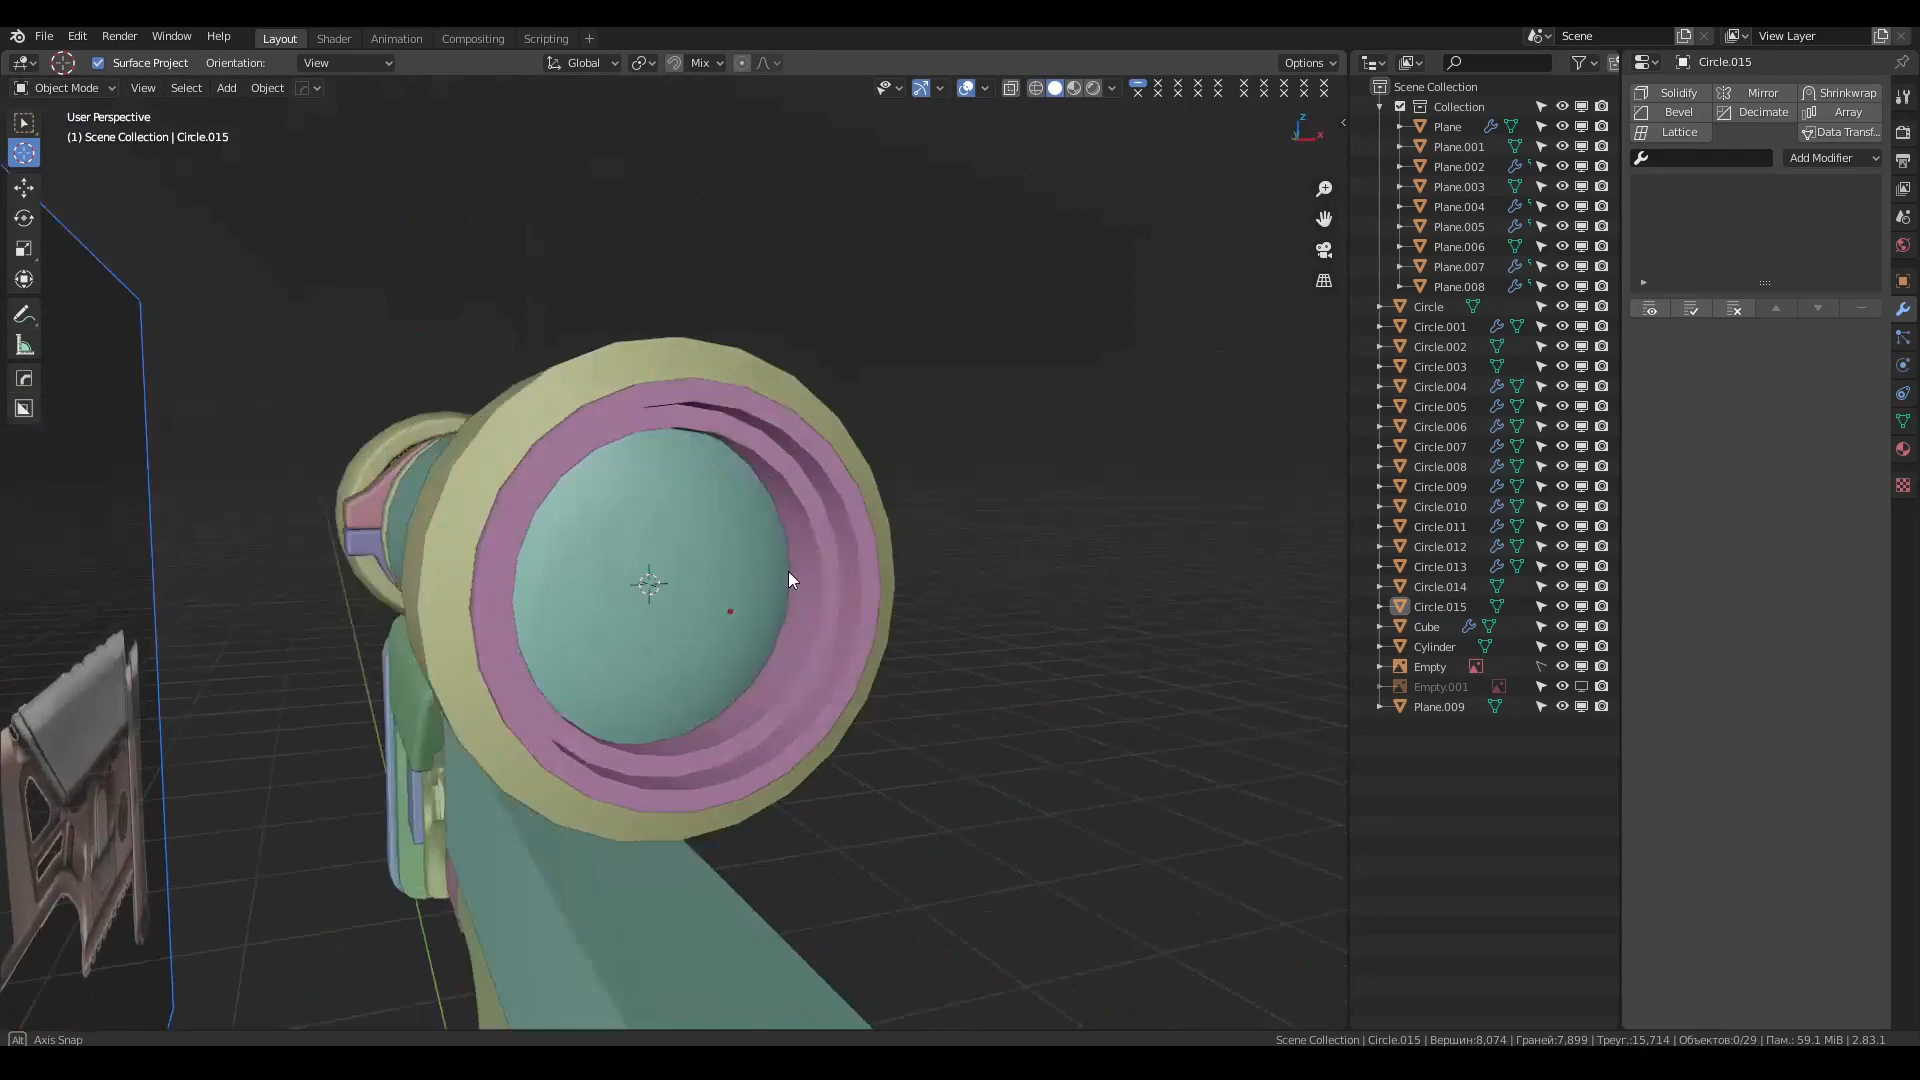 File Edit Render Window Help Layout Shader Animation Compositing Scripting Scene View Layer
Surface Project Orientation: View Global Mix Options
Object Mode View Select Add Object
User Perspective
(1) Scene Collection | Circle.015
Z
X
Scene Collection
Collection
Plane
Plane.001
Plane.002
Plane.003
Plane.004
Plane.005
Plane.006
Plane.007
Plane.008
Circle
Circle.001
Circle.002
Circle.003
Circle.004
Circle.005
Circle.006
Circle.007
Circle.008
Circle.009
Circle.010
Circle.011
Circle.012
Circle.013
Circle.014
Circle.015
Cube
Cylinder
Empty
Empty.001
Plane.009
Circle.015
Solidify Mirror Shrinkwrap
Bevel Decimate Array
Lattice Data Transf...
Add Modifier
Alt Axis Snap
Scene Collection | Circle.015 | Вершин:8,074 | Граней:7,899 | Треуг.:15,714 | Объектов:0/29 | Пам.: 59.1 MiB | 2.83.1